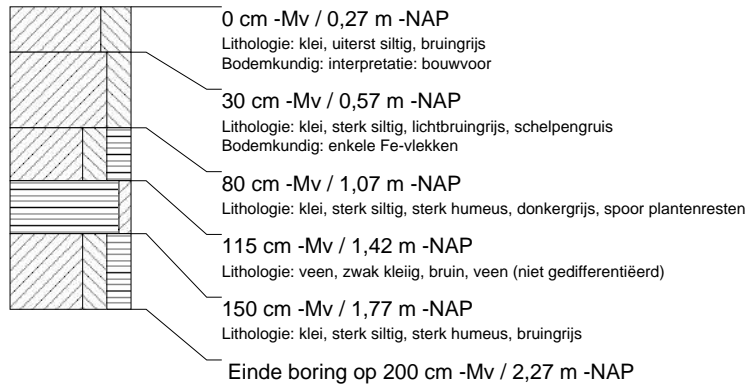 0 cm -Mv / 0,27 m -NAP
Lithologie: klei, uiterst siltig, bruingrijs
Bodemkundig: interpretatie: bouwvoor
30 cm -Mv / 0,57 m -NAP
Lithologie: klei, sterk siltig, lichtbruingrijs, schelpengruis
Bodemkundig: enkele Fe-vlekken
80 cm -Mv / 1,07 m -NAP
Lithologie: klei, sterk siltig, sterk humeus, donkergrijs, spoor plantenresten
115 cm -Mv / 1,42 m -NAP
Lithologie: veen, zwak kleiig, bruin, veen (niet gedifferentiëerd)
150 cm -Mv / 1,77 m -NAP
Lithologie: klei, sterk siltig, sterk humeus, bruingrijs
Einde boring op 200 cm -Mv / 2,27 m -NAP